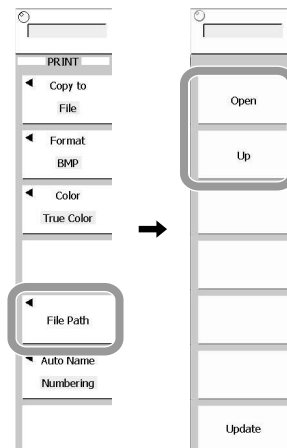 PRINT
Copy to
File
Format
BMP
Color
True Color
File Path
Auto Name
Numbering
Open
Up
Update